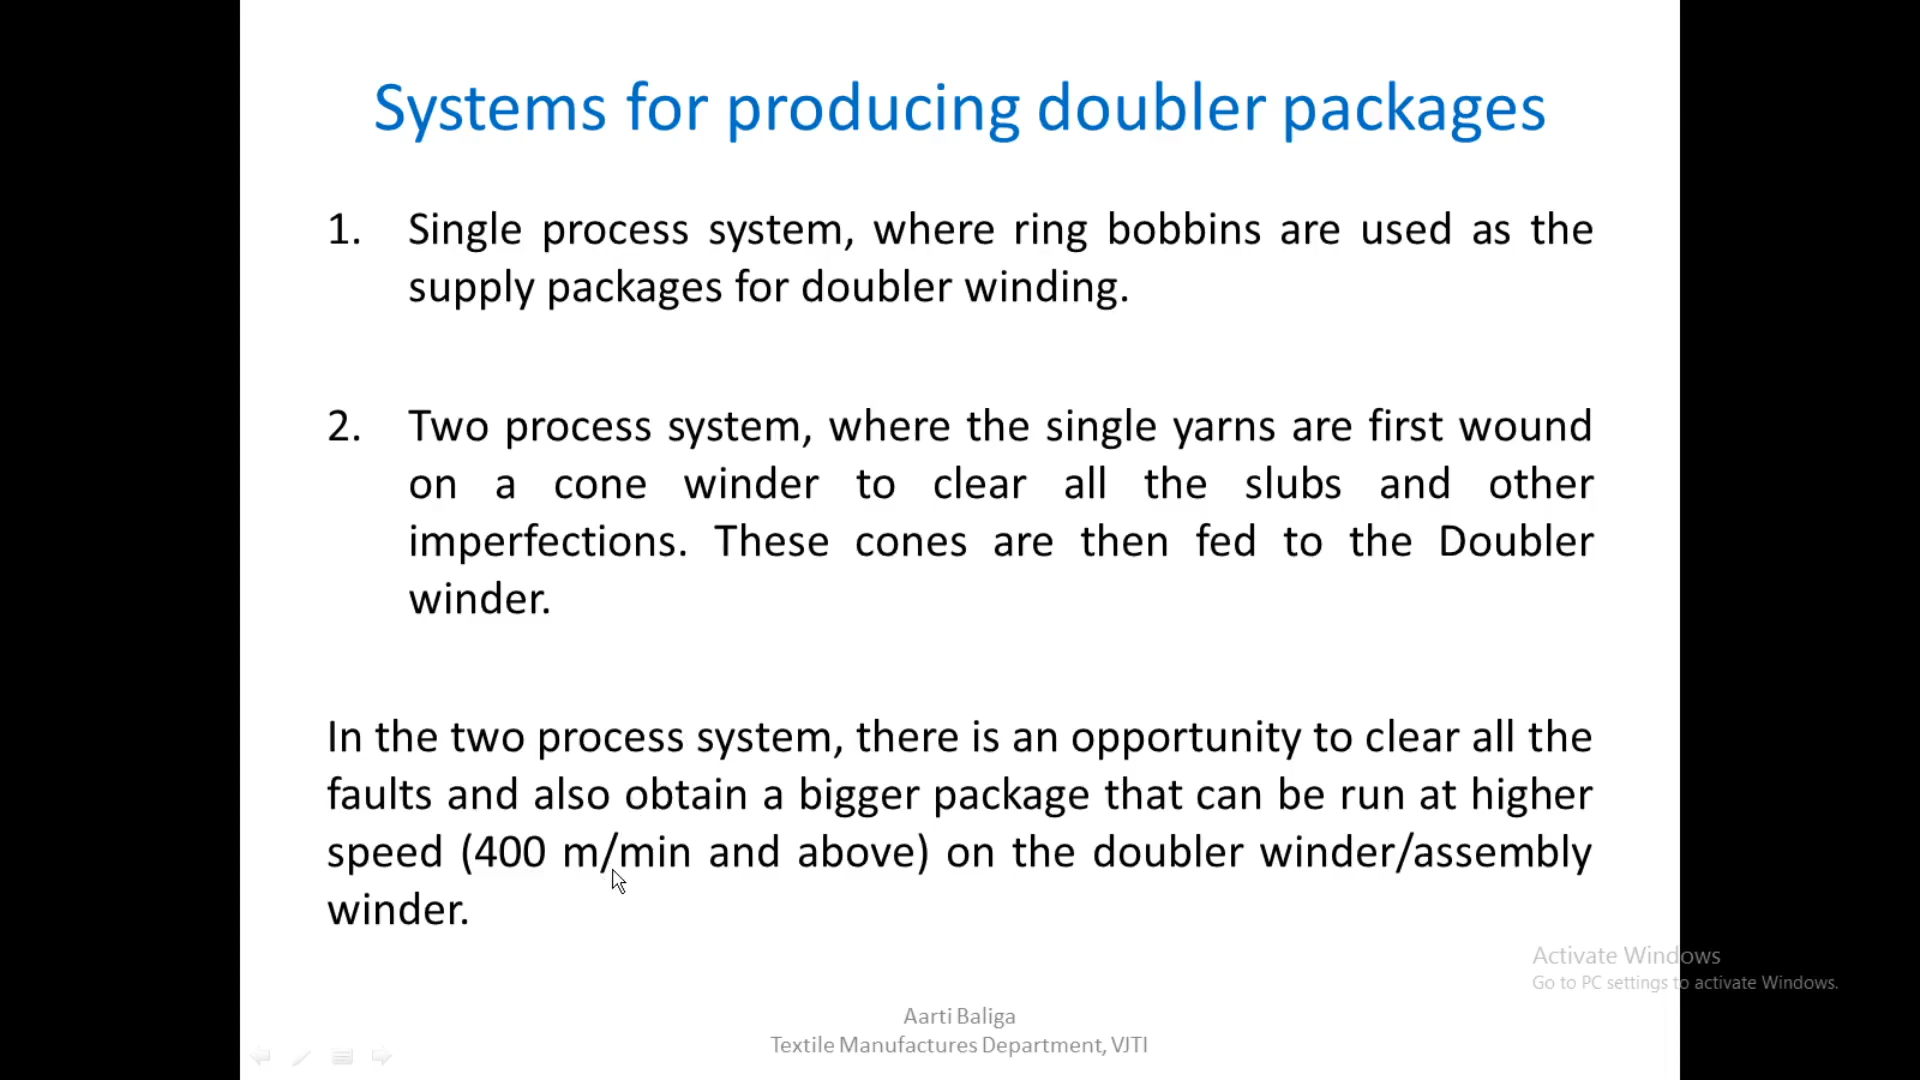 Systems for producing doubler packages
1. Single process system, where ring bobbins are used as the
supply packages for doubler winding.
2. Two process system, where the single yarns are first wound
on a cone winder to clear all the slubs and other
imperfections. These cones are then fed to the Doubler
winder.
In the two process system, there is an opportunity to clear all the
faults and also obtain a bigger package that can be run at higher
speed (400 m/min and above) on the doubler winder/assembly
winder.
Activate Windows
Go to PC settings to activate Windows.
Aarti Baliga
Textile Manufactures Department, VJTI